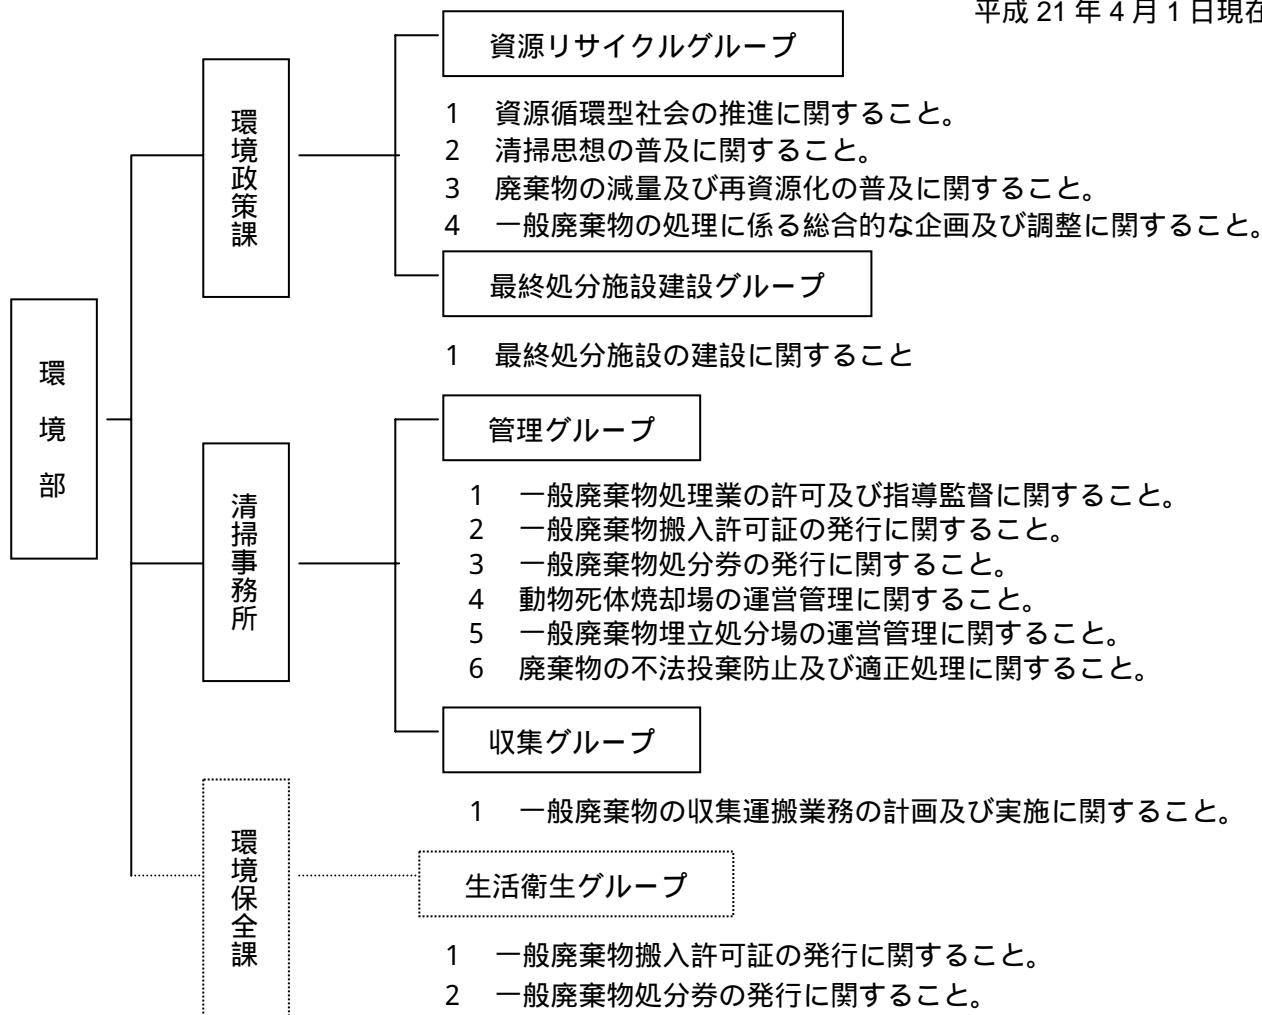 平成 21 年 4 月 1 日現在
環境部
環境政策課
資源リサイクルグループ
1 資源循環型社会の推進に関すること。
2 清掃思想の普及に関すること。
3 廃棄物の減量及び再資源化の普及に関すること。
4 一般廃棄物の処理に係る総合的な企画及び調整に関すること。
最終処分施設建設グループ
1 最終処分施設の建設に関すること
清掃事務所
管理グループ
1 一般廃棄物処理業の許可及び指導監督に関すること。
2 一般廃棄物搬入許可証の発行に関すること。
3 一般廃棄物処分券の発行に関すること。
4 動物死体焼却場の運営管理に関すること。
5 一般廃棄物埋立処分場の運営管理に関すること。
6 廃棄物の不法投棄防止及び適正処理に関すること。
収集グループ
1 一般廃棄物の収集運搬業務の計画及び実施に関すること。
環境保全課
生活衛生グループ
1 一般廃棄物搬入許可証の発行に関すること。
2 一般廃棄物処分券の発行に関すること。